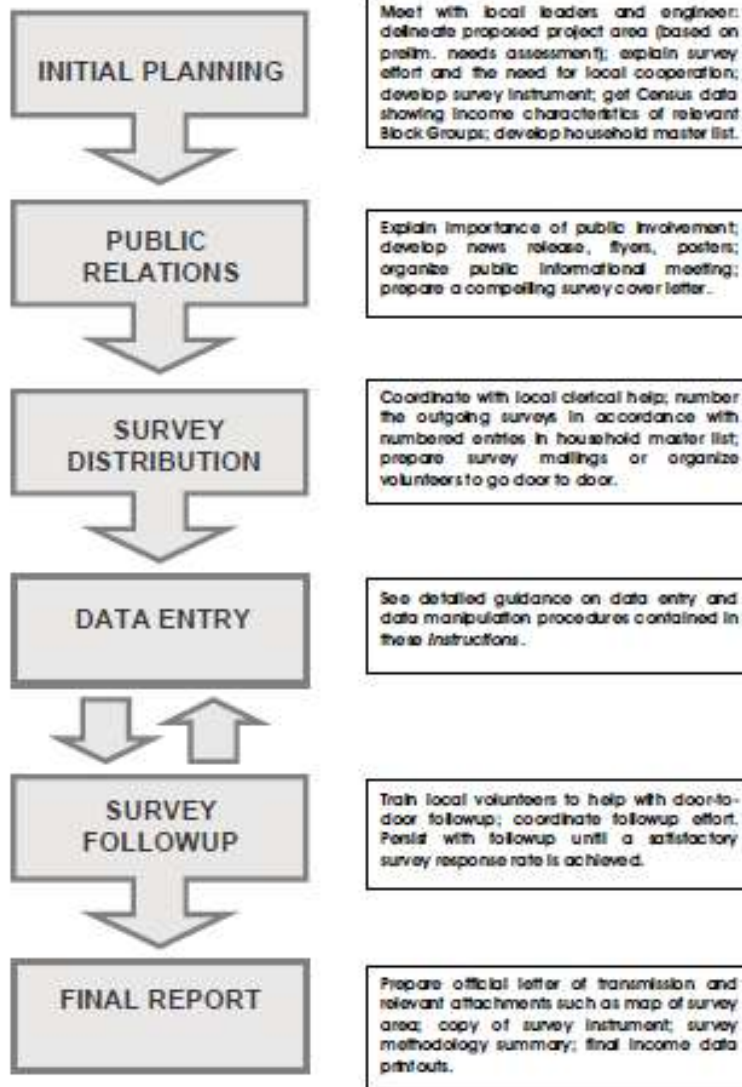 INITIAL PLANNING
Meet with local leaders and engineer:
delineate proposed project area (based on
prelim. needs assessment); explain survey
effort and the need for local cooperation;
develop survey instrument; get Census data
showing income characteristics of relevant
Block Groups; develop household master list.
PUBLIC
RELATIONS
Explain importance of public involvement;
develop news release, flyers, posters;
organize public informational meeting;
prepare a compelling survey cover letter.
SURVEY
DISTRIBUTION
Coordinate with local clerical help; number
the outgoing surveys in accordance with
numbered entries in household master list;
prepare survey mailings or organize
volunteers to go door to door.
DATA ENTRY
See detailed guidance on data entry and
data manipulation procedures contained in
these Instructions.
SURVEY
FOLLOWUP
Train local volunteers to help with door-to-
door followup; coordinate followup effort.
Persist with followup until a satisfactory
survey response rate is achieved.
FINAL REPORT
Prepare official letter of transmission and
relevant attachments such as map of survey
area; copy of survey instrument; survey
methodology summary; final income data
printouts.